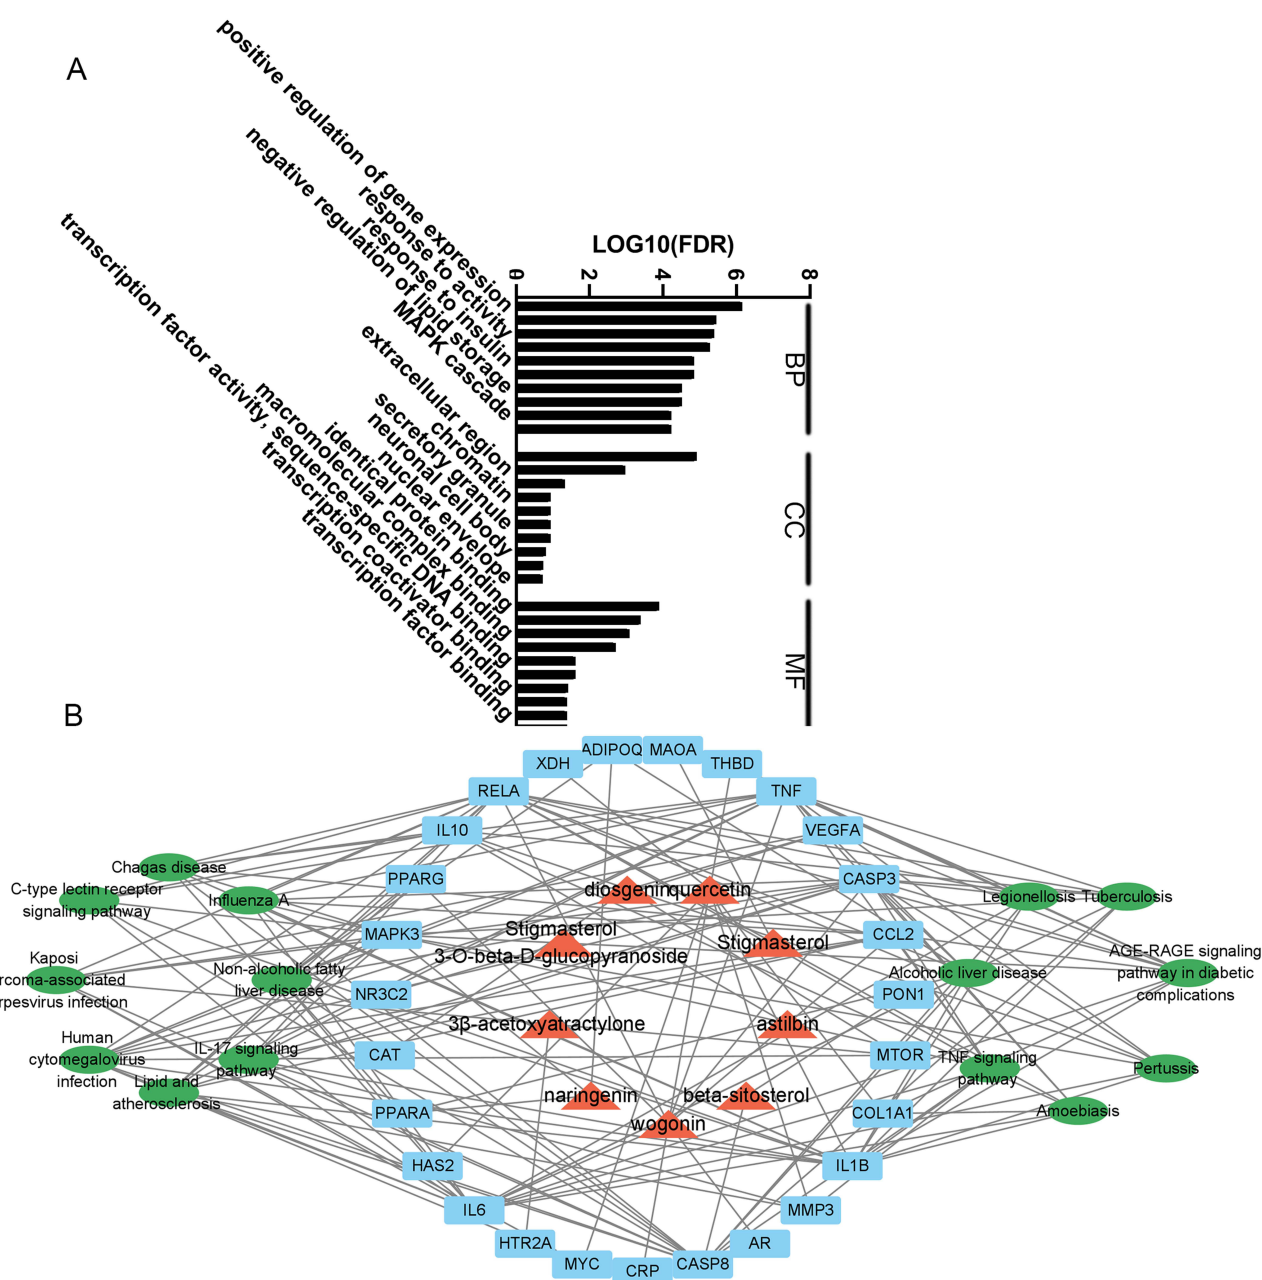 A
positive regulation of gene expression
response to activity
response to insulin
negative regulation of lipid storage
MAPK cascade
extracellular region
chromatin
secretory granule
neuronal cell body
nuclear envelope
identical protein binding
macromolecular complex binding
transcription factor activity, sequence-specific DNA binding
transcription coactivator binding
transcription factor binding
LOG10(FDR)
0 2 4 6 8
BP
CC
MF
B
ADIPOQ MAOA
XDH THBD
RELA TNF
IL10 VEGFA
Chagas disease
PPARG CASP3
C-type lectin receptor
signaling pathway
Influenza A
diosgenin quercetin
Legionellosis Tuberculosis
Stigmasterol
3-O-beta-D-glucopyranoside
Stigmasterol
MAPK3 CCL2
Kaposi
rcoma-associated
rpesvirus infection
Non-alcoholic fatty
liver disease
Alcoholic liver disease
AGE-RAGE signaling
pathway in diabetic
complications
NR3C2 PON1
3β-acetoxyatractylone astilbin
Human
cytomegalovirus
infection
IL-17 signaling
pathway
CAT MTOR
TNF signaling
pathway
Pertussis
Lipid and
atherosclerosis
naringenin beta-sitosterol
PPARA COL1A1
Amoebiasis
wogonin
HAS2 IL1B
IL6 MMP3
HTR2A AR
MYC CRP CASP8